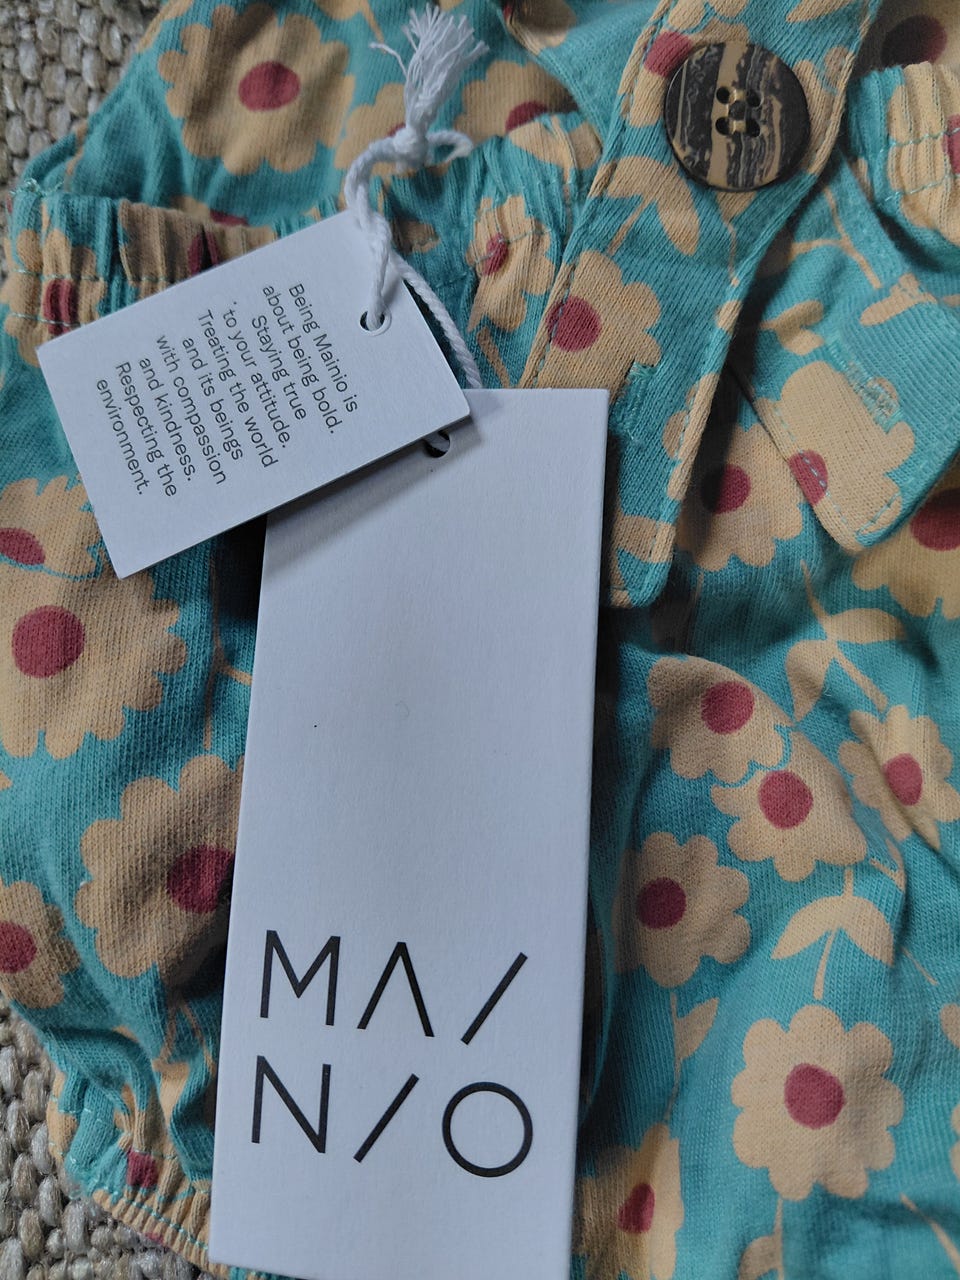 Being Mainio is
about being bold.
Staying true
to your attitude.
Treating the world
and its beings
with compassion
and kindness.
Respecting the
environment.
MA/
N/O